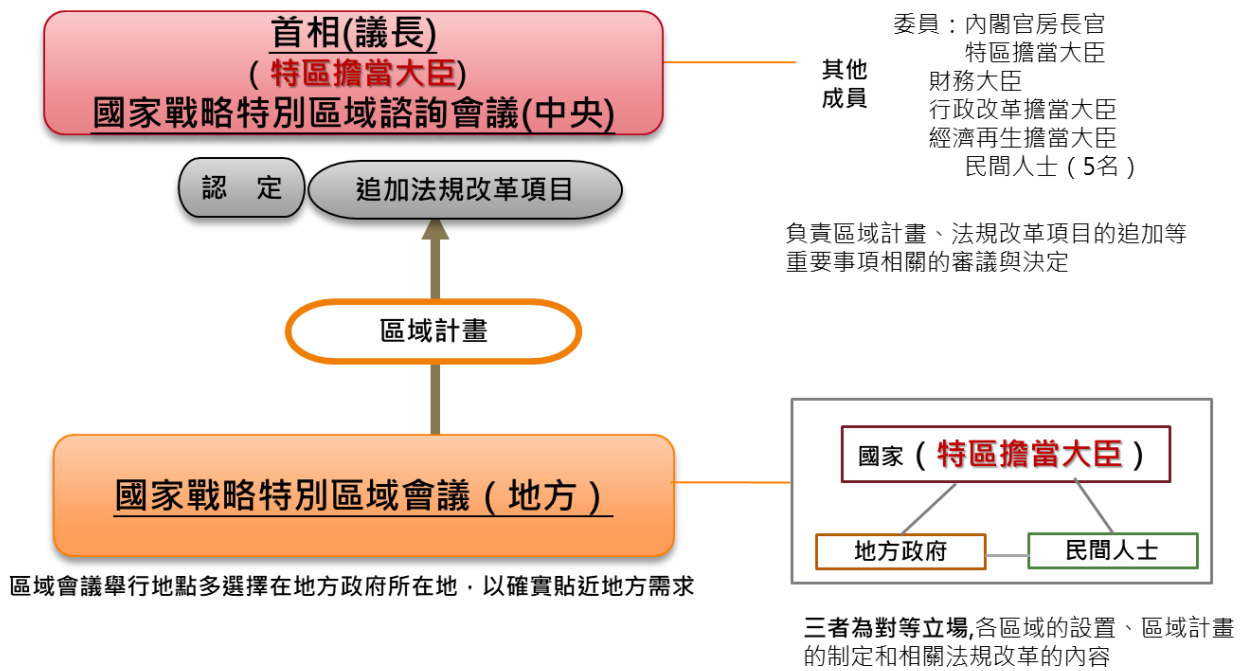 首相(議長)
( 特區擔當大臣)
國家戰略特別區域諮詢會議(中央)
其他
成員
委員：內閣官房長官
特區擔當大臣
財務大臣
行政改革擔當大臣
經濟再生擔當大臣
民間人士（5名）
認 定
追加法規改革項目
負責區域計畫、法規改革項目的追加等
重要事項相關的審議與決定
區域計畫
國家戰略特別區域會議（地方）
區域會議舉行地點多選擇在地方政府所在地，以確實貼近地方需求
國家（特區擔當大臣）
地方政府
民間人士
三者為對等立場,各區域的設置、區域計畫
的制定和相關法規改革的內容